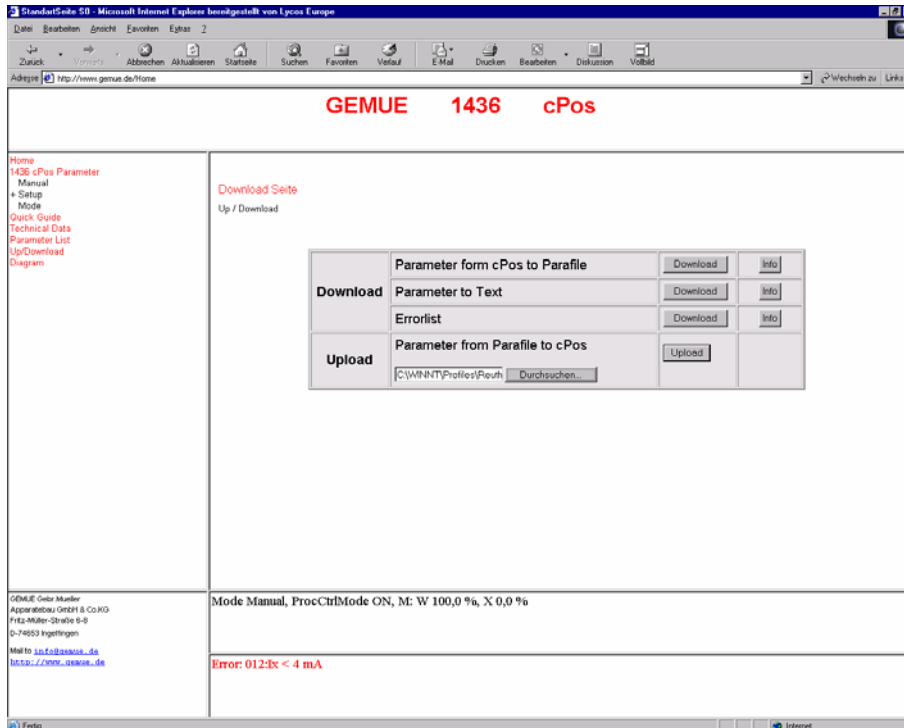 StandartSeite S0 - Microsoft Internet Explorer bereitgestellt von Lycos Europe
Datei Bearbeiten Ansicht Favoriten Extras ?
Zurück Vorwärts Abbrechen Aktualisieren Startseite Suchen Favoriten Verlauf E-Mail Drucken Bearbeiten Diskussion Vollbild
Adresse http://www.gemue.de/Home Wechseln zu Links
GEMUE 1436 cPos
Home
1436 cPos Parameter
Manual
+ Setup
Mode
Quick Guide
Technical Data
Parameter List
Up/Download
Diagram
Download Seite
Up / Download
Download
Parameter form cPos to Parafile Download Info
Parameter to Text Download Info
Errorlist Download Info
Upload
Parameter from Parafile to cPos Upload
C:\WINNT\Profiles\Reuth Durchsuchen...
GEMUE Gebr.Mueller
Apparatebau GmbH & Co.KG
Fritz-Müller-Straße 6-8
D-74653 Ingelfingen
Mail to info@gemue.de
http://www.gemue.de
Mode Manual, ProcCtrlMode ON, M: W 100,0 %, X 0,0 %
Error: 012:Ix < 4 mA
Fertig Internet